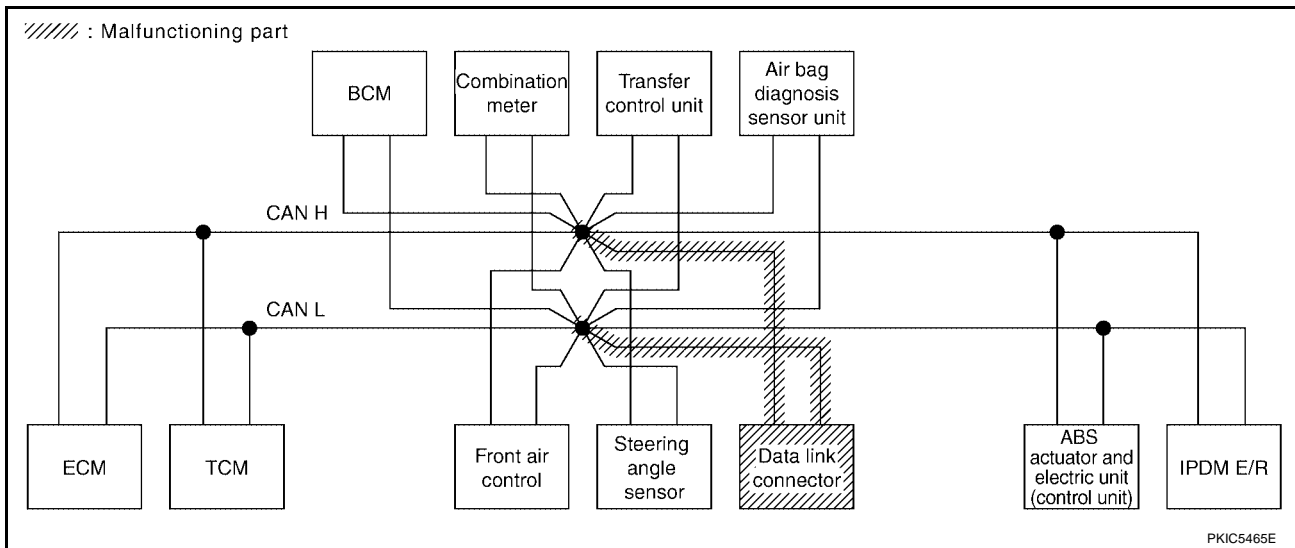 : Malfunctioning part
BCM
Combination
meter
Transfer
control unit
Air bag
diagnosis
sensor unit
CAN H
CAN L
ECM
TCM
Front air
control
Steering
angle
sensor
Data link
connector
ABS
actuator and
electric unit
(control unit)
IPDM E/R
PKIC5465E